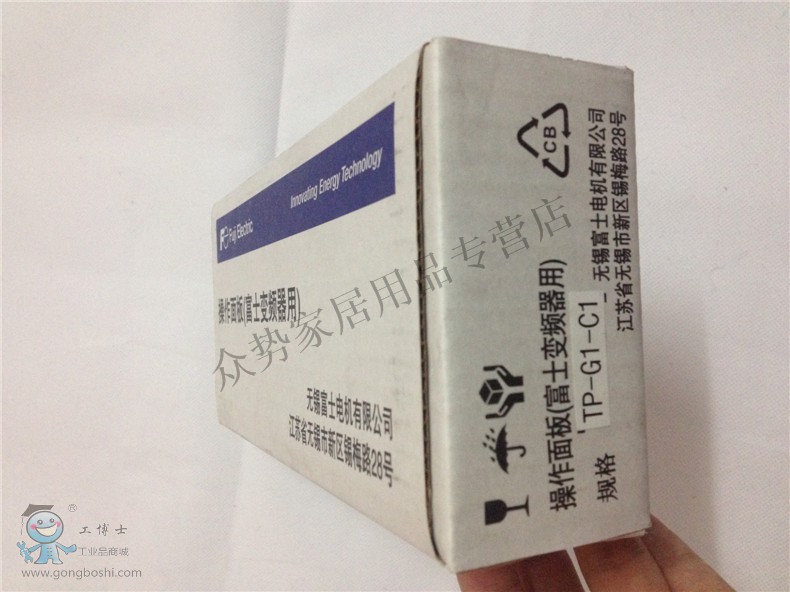 Fe Fuji Electric
Innovating Energy Technology
操作面板(富士变频器用)
无锡富士电机有限公司
江苏省无锡市新区锡梅路28号
CB
操作面板(富士变频器用)
规格 TP-G1-C1
无锡富士电机有限公司
江苏省无锡市新区锡梅路28号
众势家居用品专营店
工博士
工业品商城
www.gongboshi.com